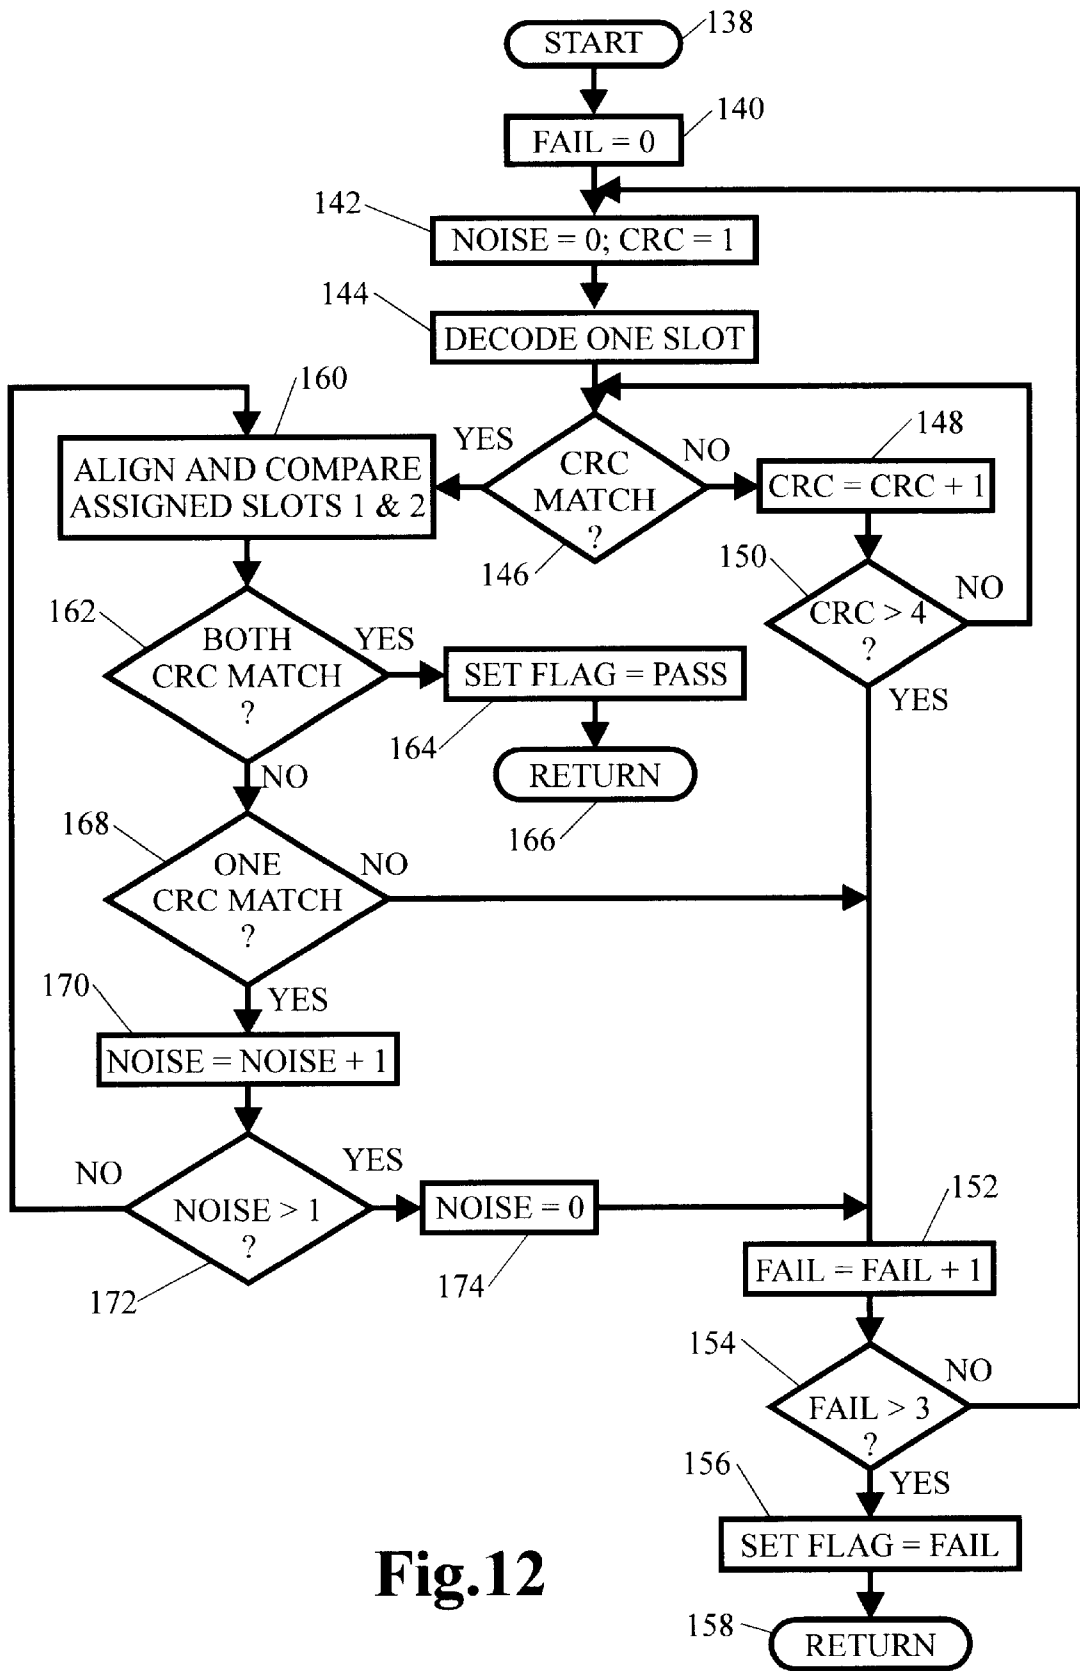 START
138
FAIL = 0
140
142
NOISE = 0; CRC = 1
144
DECODE ONE SLOT
160
ALIGN AND COMPARE
ASSIGNED SLOTS 1 & 2
YES
CRC
MATCH
?
146
NO
148
CRC = CRC + 1
150
CRC > 4
?
NO
YES
162
BOTH
CRC MATCH
?
YES
SET FLAG = PASS
164
RETURN
166
NO
168
ONE
CRC MATCH
?
NO
YES
170
NOISE = NOISE + 1
NO
NOISE > 1
?
172
YES
NOISE = 0
174
152
FAIL = FAIL + 1
154
FAIL > 3
?
NO
YES
156
SET FLAG = FAIL
158
RETURN
Fig.12